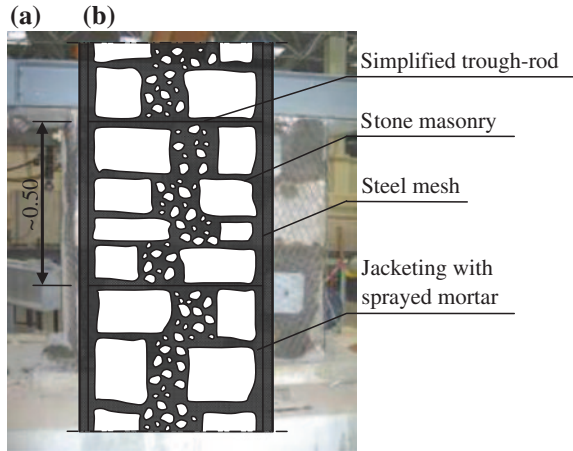 (a) (b)
Simplified trough-rod
Stone masonry
~0.50
Steel mesh
Jacketing with
sprayed mortar